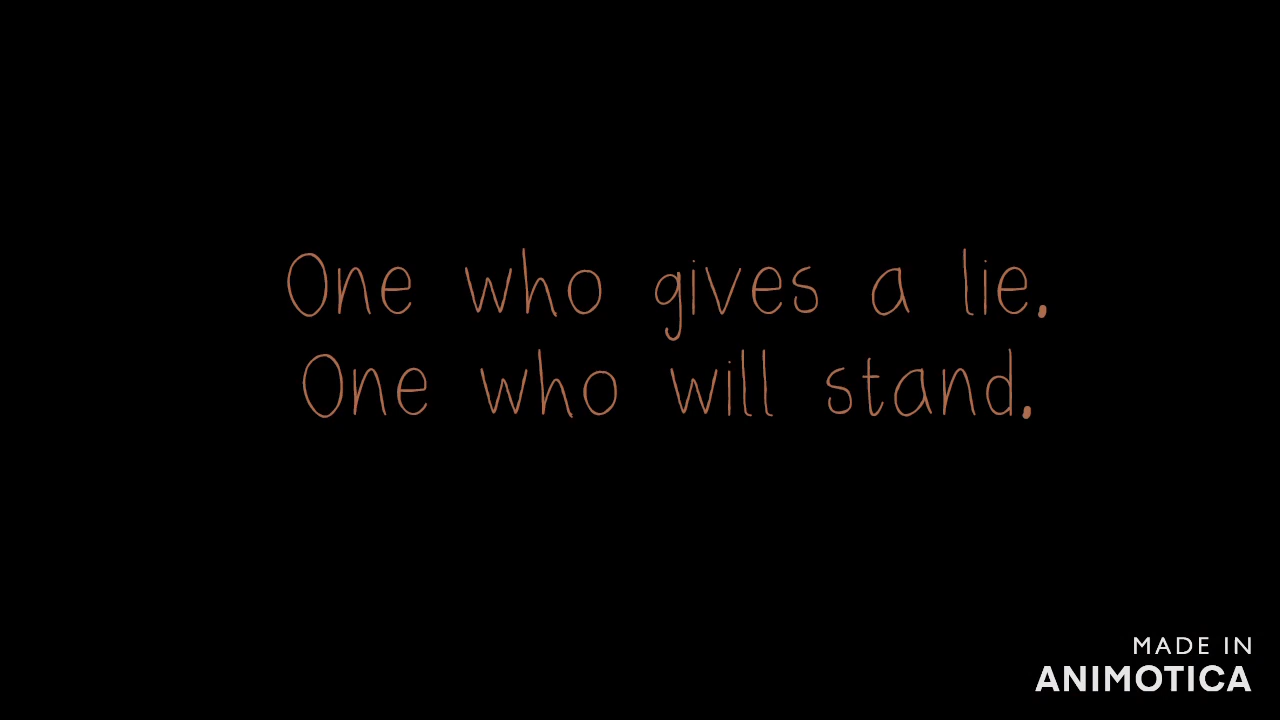 One who gives a lie.
One who will stand.
MADE IN
ANIMOTICA